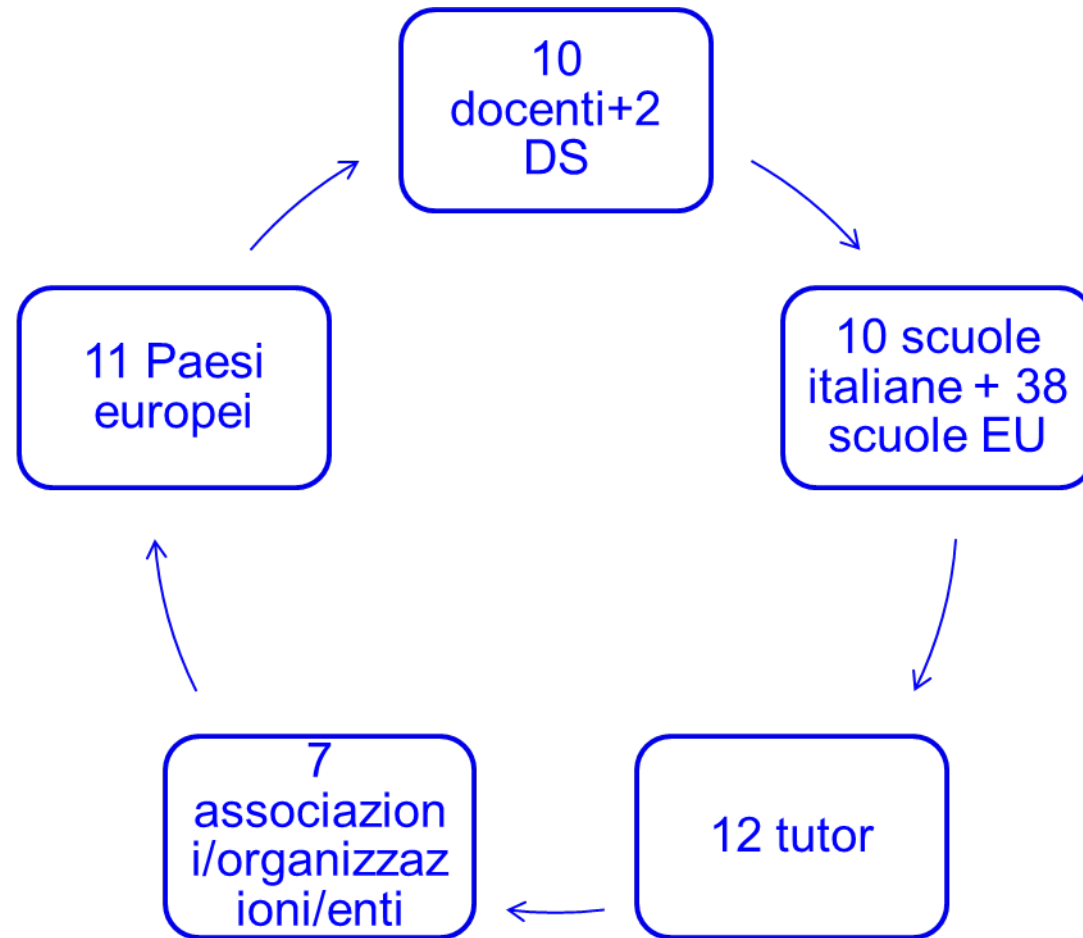 10
docenti+2
DS
10 scuole
italiane + 38
scuole EU
12 tutor
7
associazion
i/organizzaz
ioni/enti
11 Paesi
europei